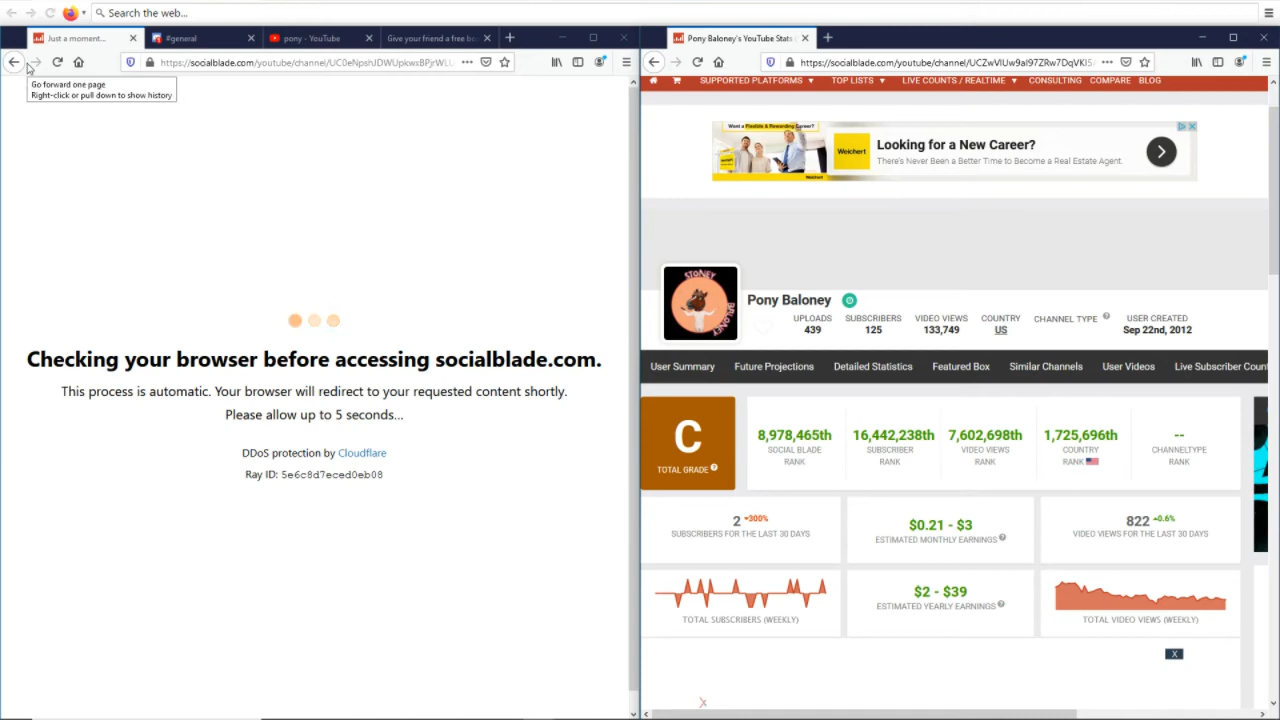 Search the web...
Just a moment...
#general
pony - YouTube
Give your friend a free bo
https://socialblade.com/youtube/channel/UC0eNpshJDWUpkwsBPjrWLL
Go forward one page
Right-click or pull down to show history
Checking your browser before accessing socialblade.com.
This process is automatic. Your browser will redirect to your requested content shortly.
Please allow up to 5 seconds...
DDoS protection by Cloudflare
Ray ID: 5e6c8d7eced0eb08
Pony Baloney's YouTube Stats
https://socialblade.com/youtube/channel/UCZwVlUw9aI97ZRw7DqVKI5
SUPPORTED PLATFORMS
TOP LISTS
LIVE COUNTS / REALTIME
CONSULTING
COMPARE
BLOG
Want a Flexible & Rewarding Career?
Weichert
Looking for a New Career?
There's Never Been a Better Time to Become a Real Estate Agent.
STONEY
BALONEY
Pony Baloney
UPLOADS
439
SUBSCRIBERS
125
VIDEO VIEWS
133,749
COUNTRY
US
CHANNEL TYPE
USER CREATED
Sep 22nd, 2012
User Summary
Future Projections
Detailed Statistics
Featured Box
Similar Channels
User Videos
Live Subscriber Count
C
TOTAL GRADE
8,978,465th
SOCIAL BLADE
RANK
16,442,238th
SUBSCRIBER
RANK
7,602,698th
VIDEO VIEWS
RANK
1,725,696th
COUNTRY
RANK
--
CHANNELTYPE
RANK
2 300%
SUBSCRIBERS FOR THE LAST 30 DAYS
$0.21 - $3
ESTIMATED MONTHLY EARNINGS
822 0.6%
VIDEO VIEWS FOR THE LAST 30 DAYS
TOTAL SUBSCRIBERS (WEEKLY)
$2 - $39
ESTIMATED YEARLY EARNINGS
TOTAL VIDEO VIEWS (WEEKLY)
X
X